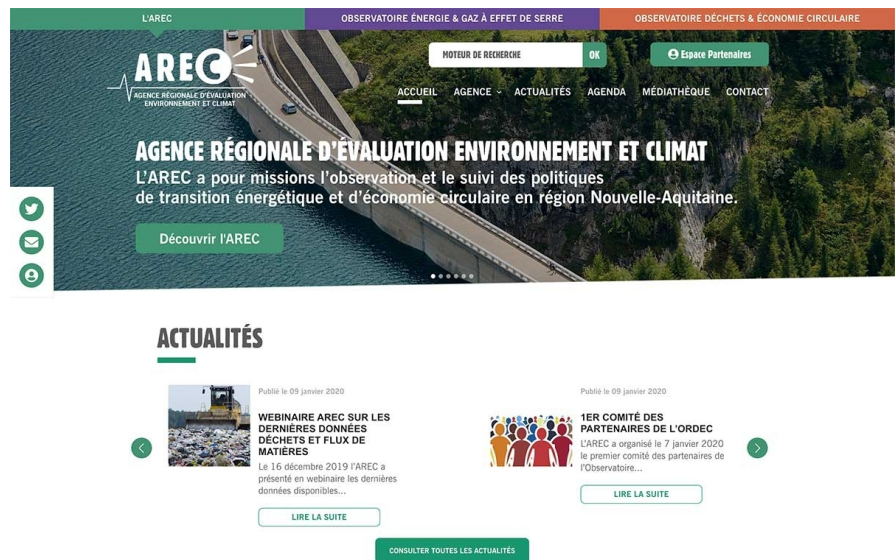 L'AREC
OBSERVATOIRE ÉNERGIE & GAZ À EFFET DE SERRE
OBSERVATOIRE DÉCHETS & ÉCONOMIE CIRCULAIRE
MOTEUR DE RECHERCHE
OK
Espace Partenaires
AREC
AGENCE RÉGIONALE D'ÉVALUATION
ENVIRONNEMENT ET CLIMAT
ACCUEIL
AGENCE
ACTUALITÉS
AGENDA
MÉDIATHÈQUE
CONTACT
AGENCE RÉGIONALE D'ÉVALUATION ENVIRONNEMENT ET CLIMAT
L'AREC a pour missions l'observation et le suivi des politiques
de transition énergétique et d'économie circulaire en région Nouvelle-Aquitaine.
Découvrir l'AREC
ACTUALITÉS
Publié le 09 janvier 2020
WEBINAIRE AREC SUR LES
DERNIÈRES DONNÉES
DÉCHETS ET FLUX DE
MATIÈRES
Le 16 décembre 2019 l'AREC a
présenté en webinaire les dernières
données disponibles...
LIRE LA SUITE
Publié le 09 janvier 2020
1ER COMITÉ DES
PARTENAIRES DE L'ORDEC
L'AREC a organisé le 7 janvier 2020
le premier comité des partenaires de
l'Observatoire...
LIRE LA SUITE
CONSULTER TOUTES LES ACTUALITÉS